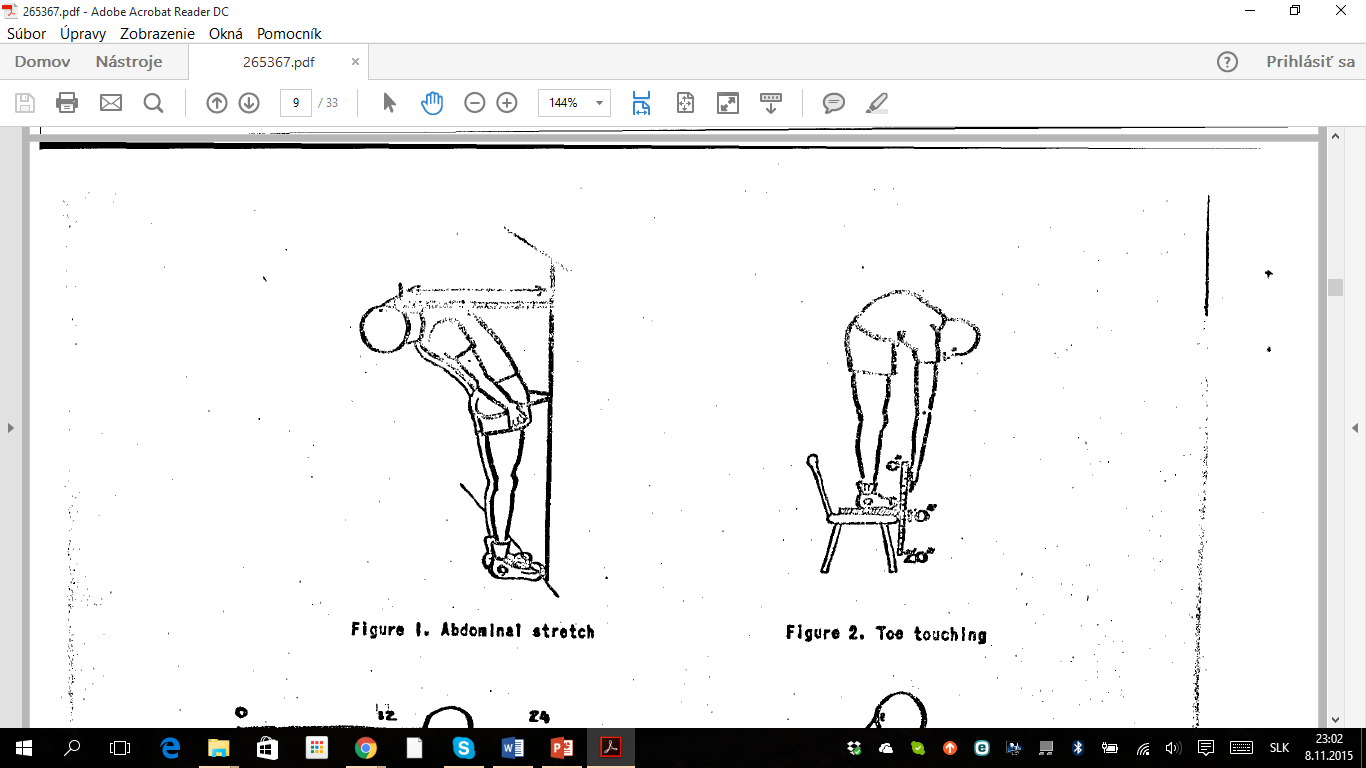 265367.pdf - Adobe Acrobat Reader DC
Súbor Úpravy Zobrazenie Okná Pomocník
Domov Nástroje 265367.pdf × ? Prihlásiť sa
9 / 33 144%
0"
10"
20"
Figure 1. Abdominal stretch Figure 2. Toe touching
0 12 24
SLK 23:02
8.11.2015